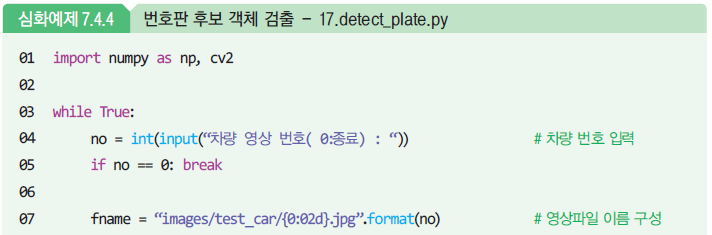 심화예제 7.4.4 번호판 후보 객체 검출 - 17.detect_plate.py
01 import numpy as np, cv2
02
03 while True:
04 no = int(input(“차량 영상 번호( 0:종료) : “)) # 차량 번호 입력
05 if no == 0: break
06
07 fname = “images/test_car/{0:02d}.jpg”.format(no) # 영상파일 이름 구성